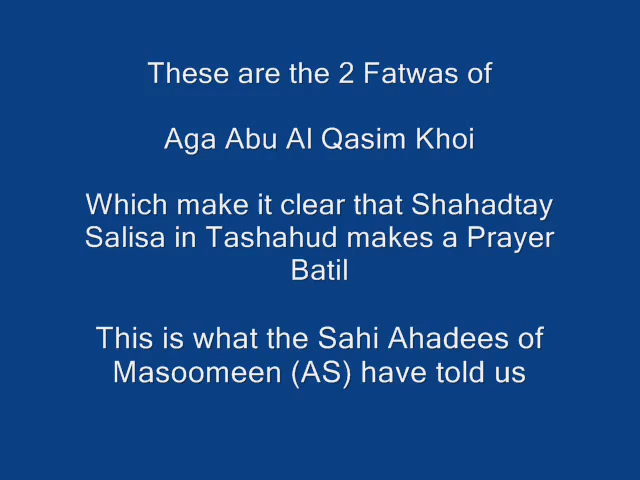 These are the 2 Fatwas of
Aga Abu Al Qasim Khoi
Which make it clear that Shahadtay
Salisa in Tashahud makes a Prayer
Batil
This is what the Sahi Ahadees of
Masoomeen (AS) have told us